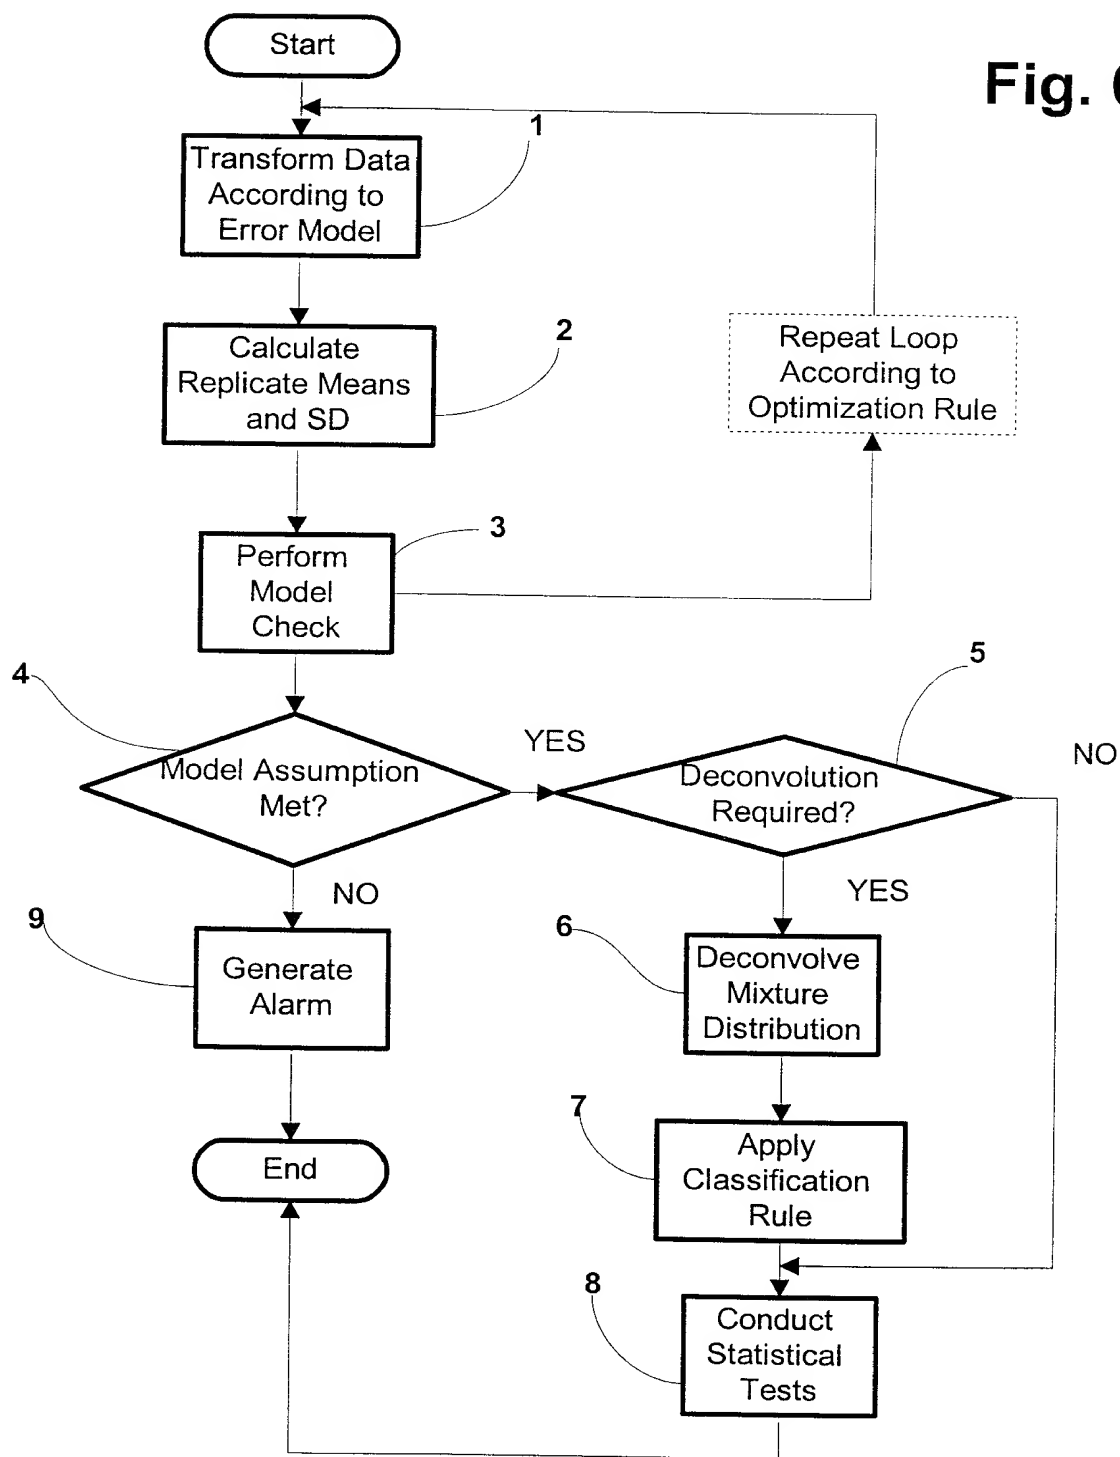 Start
Fig.
1
Transform Data
According to
Error Model
2
Calculate
Replicate Means
and SD
Repeat Loop
According to
Optimization Rule
3
Perform
Model
Check
4
Model Assumption
Met?
YES
5
Deconvolution
Required?
NO
NO
YES
9
Generate
Alarm
6
Deconvolve
Mixture
Distribution
7
Apply
Classification
Rule
End
8
Conduct
Statistical
Tests